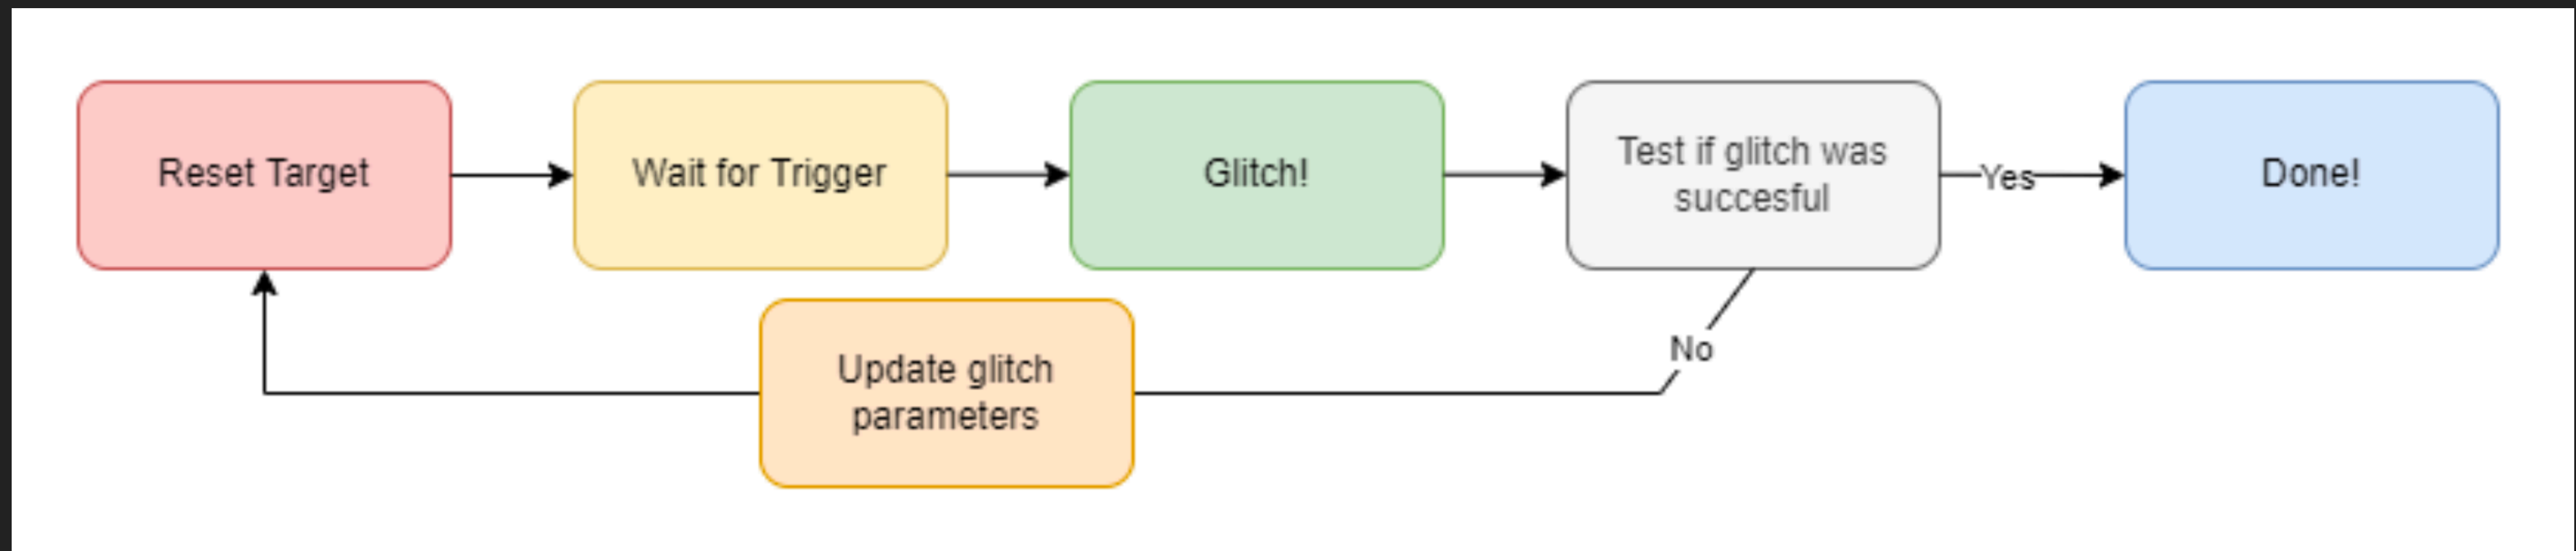 Reset Target
Wait for Trigger
Glitch!
Test if glitch was
succesful
Yes
Done!
No
Update glitch
parameters